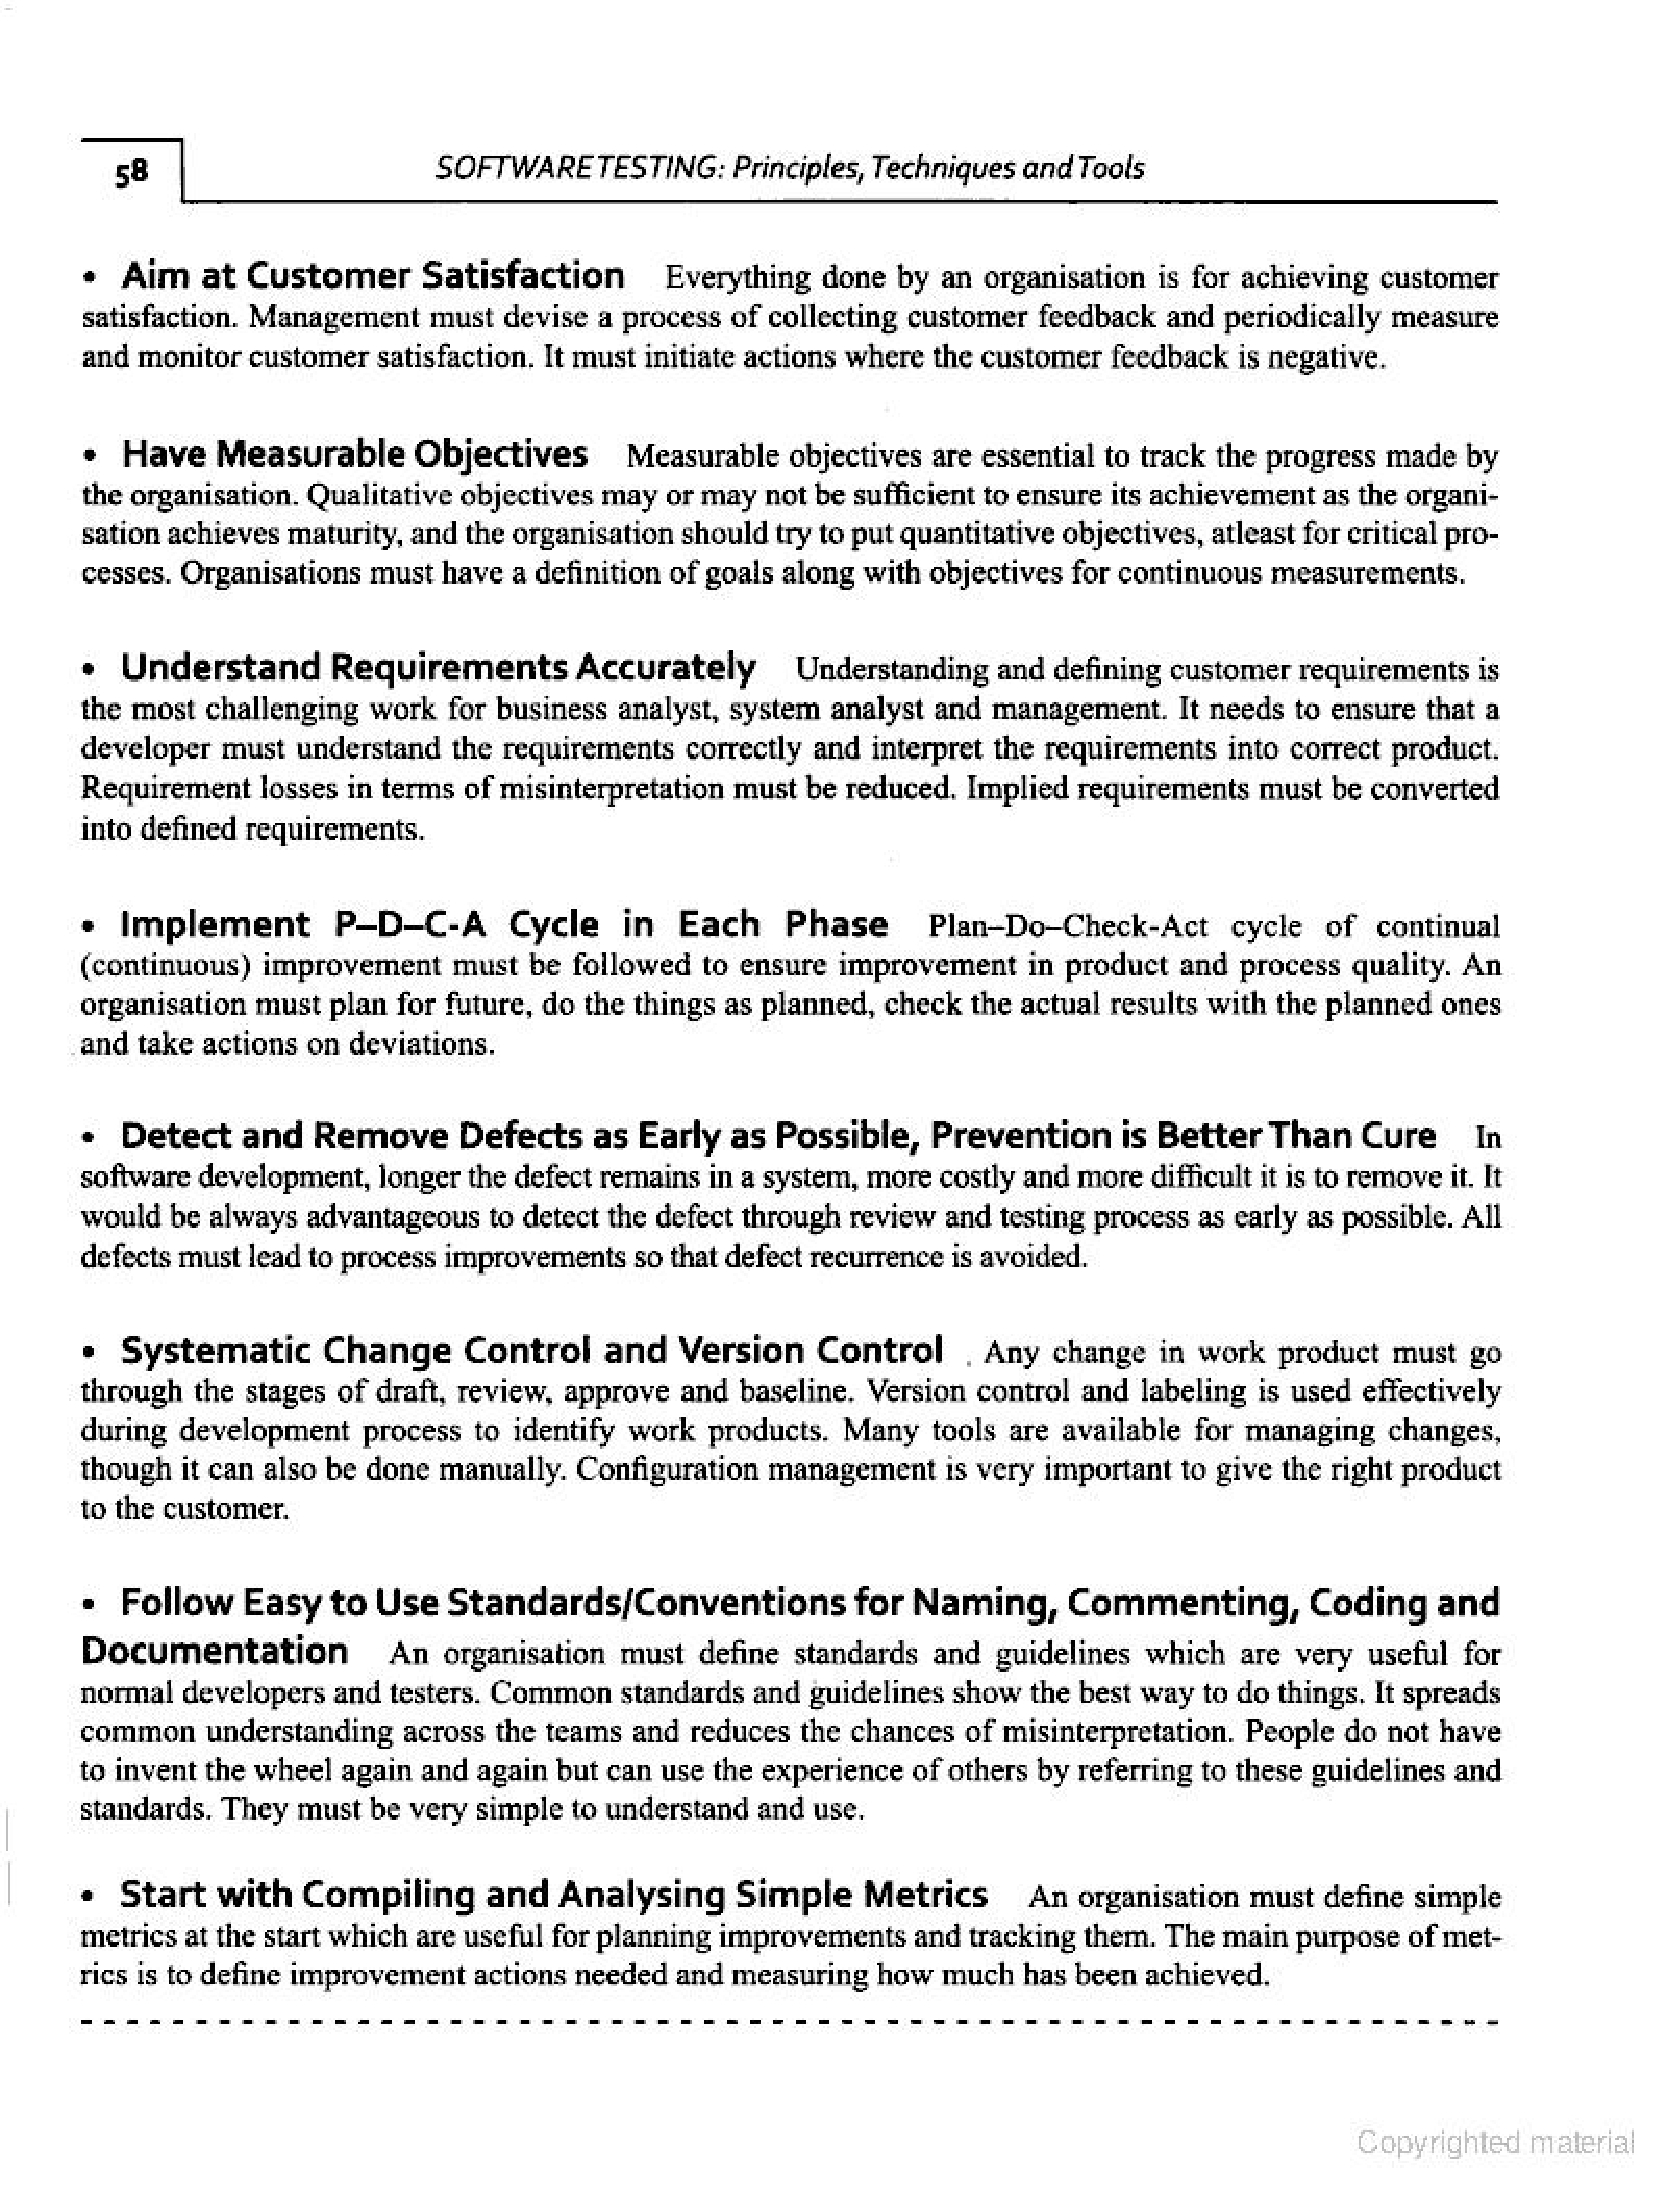 58
SOFTWARE TESTING: Principles, Techniques and Tools
• Aim at Customer Satisfaction Everything done by an organisation is for achieving customer
satisfaction. Management must devise a process of collecting customer feedback and periodically measure
and monitor customer satisfaction. It must initiate actions where the customer feedback is negative.
• Have Measurable Objectives Measurable objectives are essential to track the progress made by
the organisation. Qualitative objectives may or may not be sufficient to ensure its achievement as the organi-
sation achieves maturity, and the organisation should try to put quantitative objectives, atleast for critical pro-
cesses. Organisations must have a definition of goals along with objectives for continuous measurements.
• Understand Requirements Accurately Understanding and defining customer requirements is
the most challenging work for business analyst, system analyst and management. It needs to ensure that a
developer must understand the requirements correctly and interpret the requirements into correct product.
Requirement losses in terms of misinterpretation must be reduced. Implied requirements must be converted
into defined requirements.
• Implement P–D–C-A Cycle in Each Phase Plan–Do–Check-Act cycle of continual
(continuous) improvement must be followed to ensure improvement in product and process quality. An
organisation must plan for future, do the things as planned, check the actual results with the planned ones
and take actions on deviations.
• Detect and Remove Defects as Early as Possible, Prevention is Better Than Cure In
software development, longer the defect remains in a system, more costly and more difficult it is to remove it. It
would be always advantageous to detect the defect through review and testing process as early as possible. All
defects must lead to process improvements so that defect recurrence is avoided.
• Systematic Change Control and Version Control Any change in work product must go
through the stages of draft, review, approve and baseline. Version control and labeling is used effectively
during development process to identify work products. Many tools are available for managing changes,
though it can also be done manually. Configuration management is very important to give the right product
to the customer.
• Follow Easy to Use Standards/Conventions for Naming, Commenting, Coding and
Documentation An organisation must define standards and guidelines which are very useful for
normal developers and testers. Common standards and guidelines show the best way to do things. It spreads
common understanding across the teams and reduces the chances of misinterpretation. People do not have
to invent the wheel again and again but can use the experience of others by referring to these guidelines and
standards. They must be very simple to understand and use.
• Start with Compiling and Analysing Simple Metrics An organisation must define simple
metrics at the start which are useful for planning improvements and tracking them. The main purpose of met-
rics is to define improvement actions needed and measuring how much has been achieved.
Copyrighted material